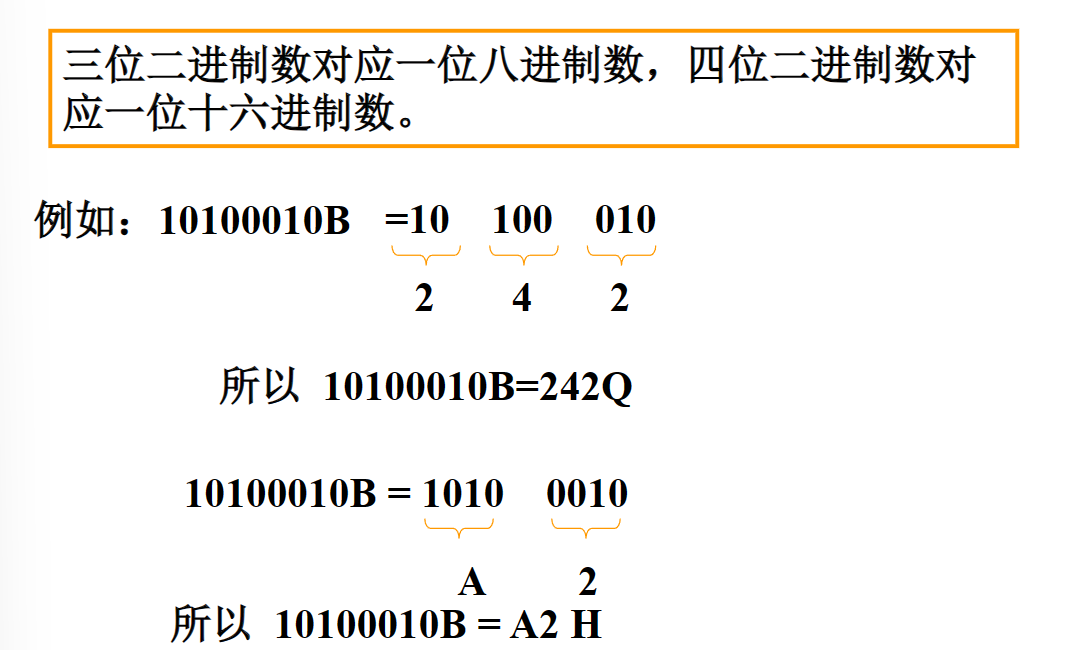 三位二进制数对应一位八进制数，四位二进制数对
应一位十六进制数。
例如：10100010B =10 100 010
2 4 2
所以 10100010B=242Q
10100010B = 1010 0010
A 2
所以 10100010B = A2 H